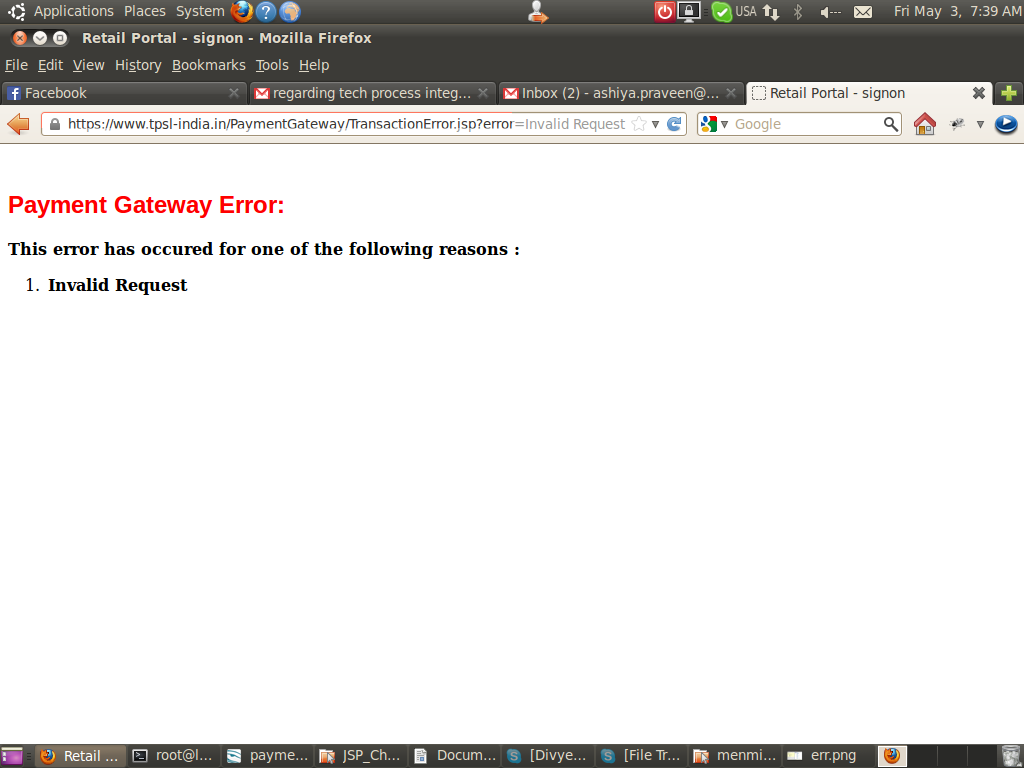 Applications Places System USA Fri May 3, 7:39 AM
Retail Portal - signon - Mozilla Firefox
File Edit View History Bookmarks Tools Help
Facebook regarding tech process integ... Inbox (2) - ashiya.praveen@... Retail Portal - signon
https://www.tpsl-india.in/PaymentGateway/TransactionError.jsp?error=Invalid Request Google
Payment Gateway Error:
This error has occured for one of the following reasons :
1. Invalid Request
Retail ... root@l... payme... JSP_Ch... Docum... [Divye... [File Tr... menmi... err.png